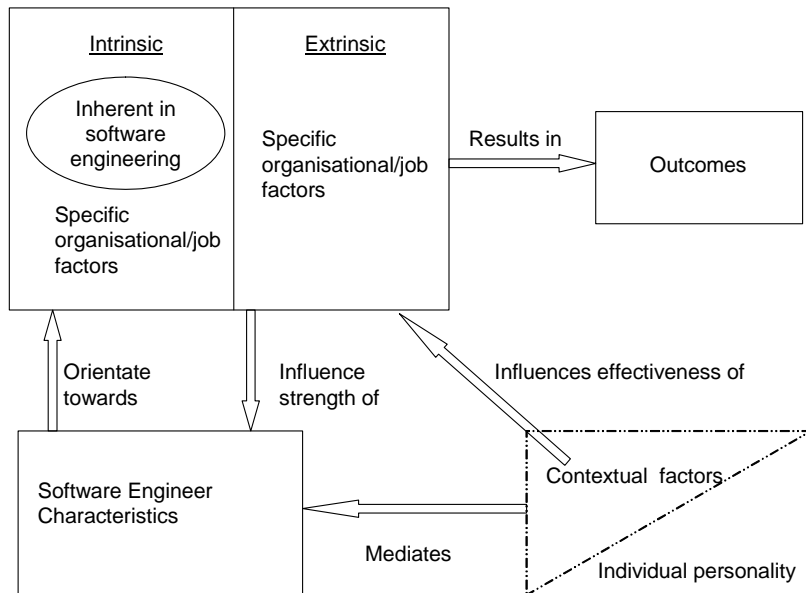 Intrinsic
Inherent in
software
engineering
Specific
organisational/job
factors
Extrinsic
Specific
organisational/job
factors
Results in
Outcomes
Orientate
towards
Influence
strength of
Influences effectiveness of
Software Engineer
Characteristics
Mediates
Contextual factors
Individual personality